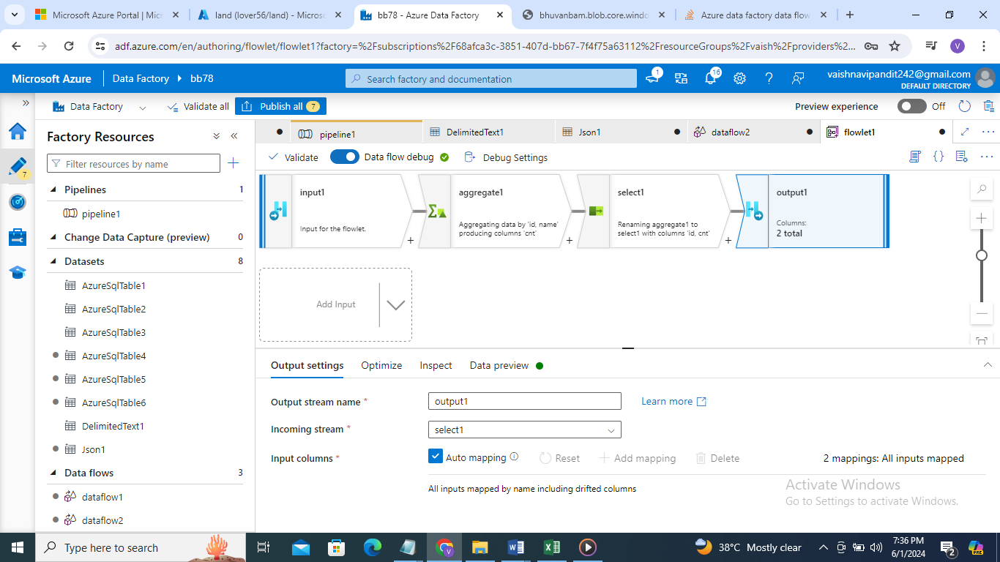 Microsoft Azure Portal | Micr
land (lover56/land) - Microso
bb78 - Azure Data Factory
bhuvanbam.blob.core.windo
Azure data factory data flow
adf.azure.com/en/authoring/flowlet/flowlet1?factory=%2Fsubscriptions%2F68afca3c-3851-407d-bb67-7f4f75a63112%2FresourceGroups%2Fvaish%2Fproviders%2...
V
Microsoft Azure
Data Factory
bb78
Search factory and documentation
1
16
vaishnavipandit242@gmail.com
DEFAULT DIRECTORY
Data Factory
Validate all
Publish all
7
Preview experience
Off
7
Factory Resources
Filter resources by name
Pipelines 1
pipeline1
Change Data Capture (preview) 0
Datasets 8
AzureSqlTable1
AzureSqlTable2
AzureSqlTable3
AzureSqlTable4
AzureSqlTable5
AzureSqlTable6
DelimitedText1
Json1
Data flows 3
dataflow1
dataflow2
pipeline1
DelimitedText1
Json1
dataflow2
flowlet1
Validate
Data flow debug
Debug Settings
input1
Input for the flowlet.
+
aggregate1
Aggregating data by 'id, name'
producing columns 'cnt'
+
select1
Renaming aggregate1 to
select1 with columns 'id, cnt'
+
output1
Columns:
2 total
Add Input
Output settings
Optimize
Inspect
Data preview
Output stream name *
output1
Learn more
Incoming stream *
select1
Input columns *
Auto mapping
Reset
Add mapping
Delete
2 mappings: All inputs mapped
All inputs mapped by name including drifted columns
Activate Windows
Go to Settings to activate Windows.
Type here to search
38°C Mostly clear
7:36 PM
6/1/2024
2
PRE